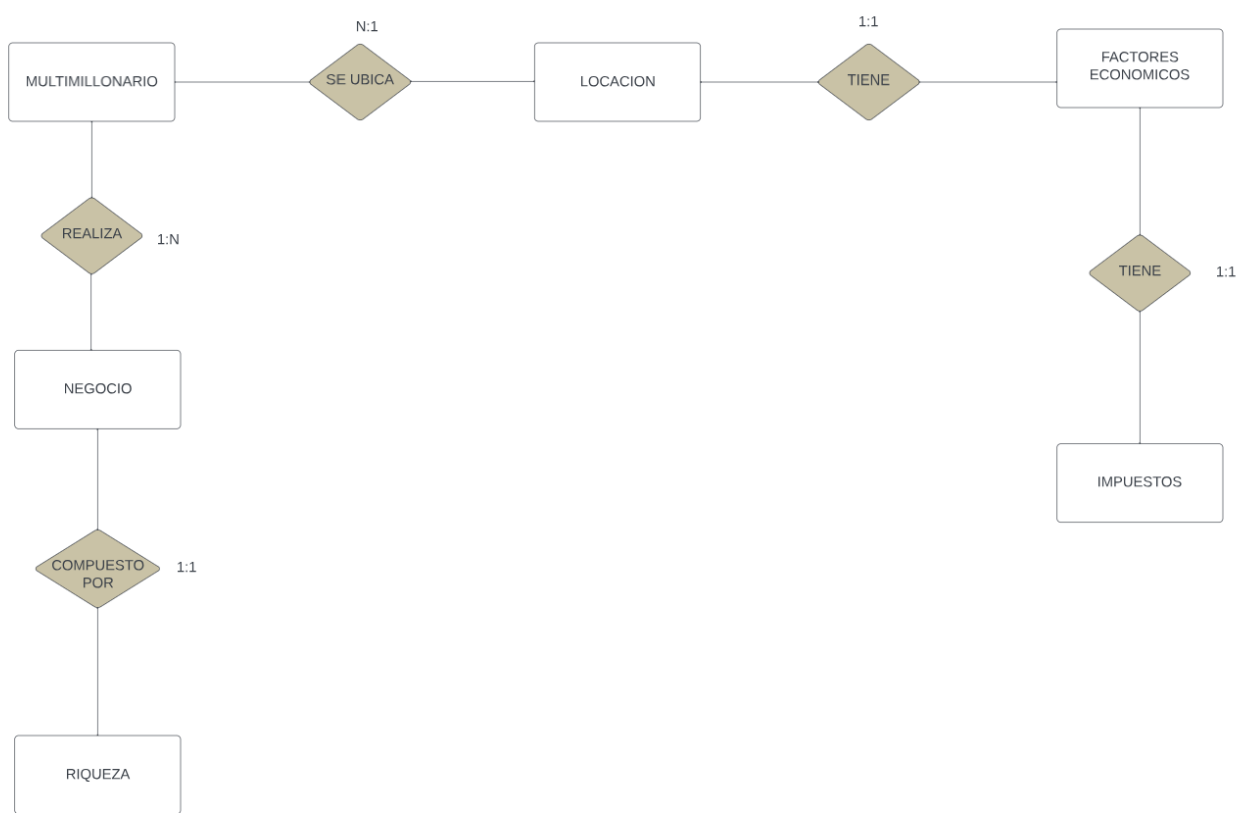 N:1
1:1
MULTIMILLONARIO
SE UBICA
LOCACION
TIENE
FACTORES
ECONOMICOS
REALIZA
1:N
TIENE
1:1
NEGOCIO
IMPUESTOS
COMPUESTO
POR
1:1
RIQUEZA